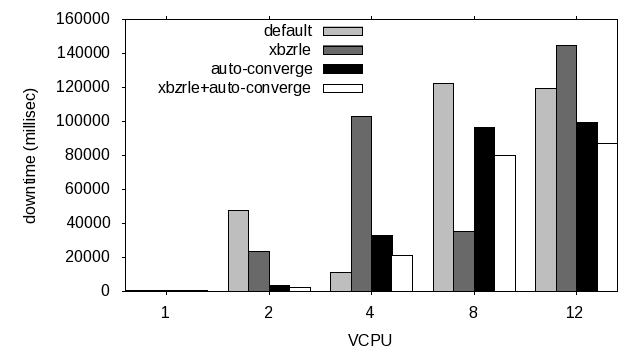 160000
140000
120000
100000
80000
60000
40000
20000
0
downtime (millisec)
default
xbzrle
auto-converge
xbzrle+auto-converge
1 2 4 8 12
VCPU